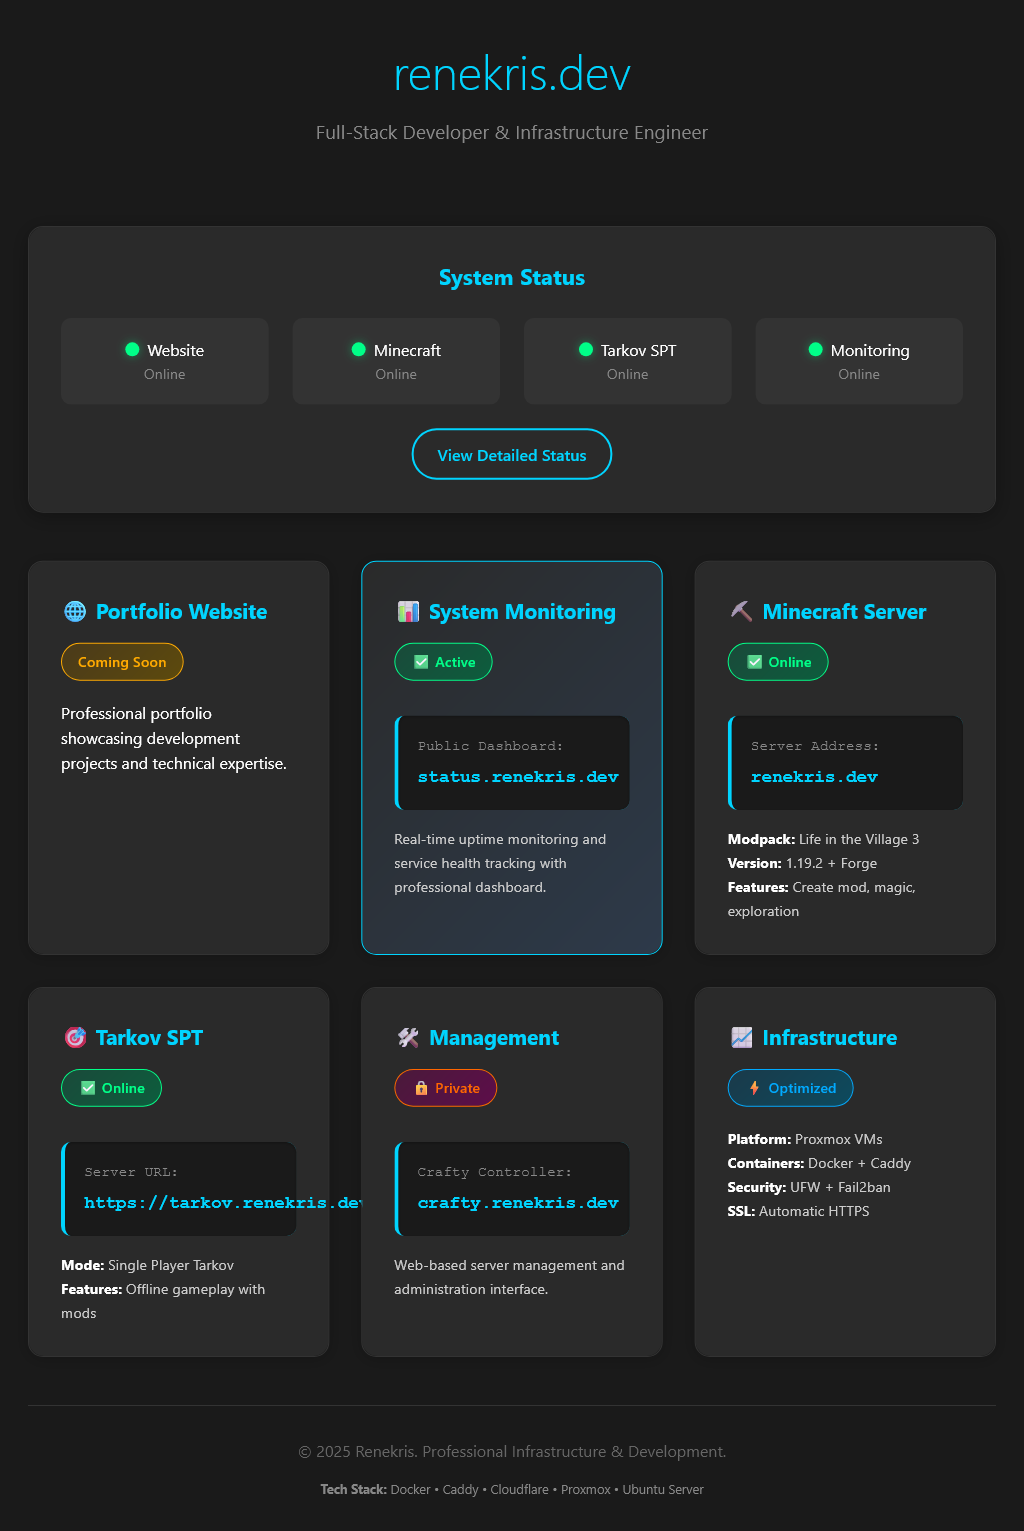 renekris.dev
Full-Stack Developer & Infrastructure Engineer
System Status
Website
Online
Minecraft
Online
Tarkov SPT
Online
Monitoring
Online
View Detailed Status
Portfolio Website
Coming Soon
Professional portfolio
showcasing development
projects and technical expertise.
System Monitoring
✅ Active
Public Dashboard:
status.renekris.dev
Real-time uptime monitoring and
service health tracking with
professional dashboard.
Minecraft Server
✅ Online
Server Address:
renekris.dev
Modpack: Life in the Village 3
Version: 1.19.2 + Forge
Features: Create mod, magic,
exploration
Tarkov SPT
✅ Online
Server URL:
https://tarkov.renekris.dev
Mode: Single Player Tarkov
Features: Offline gameplay with
mods
Management
🔒 Private
Crafty Controller:
crafty.renekris.dev
Web-based server management and
administration interface.
Infrastructure
⚡ Optimized
Platform: Proxmox VMs
Containers: Docker + Caddy
Security: UFW + Fail2ban
SSL: Automatic HTTPS
© 2025 Renekris. Professional Infrastructure & Development.
Tech Stack: Docker • Caddy • Cloudflare • Proxmox • Ubuntu Server